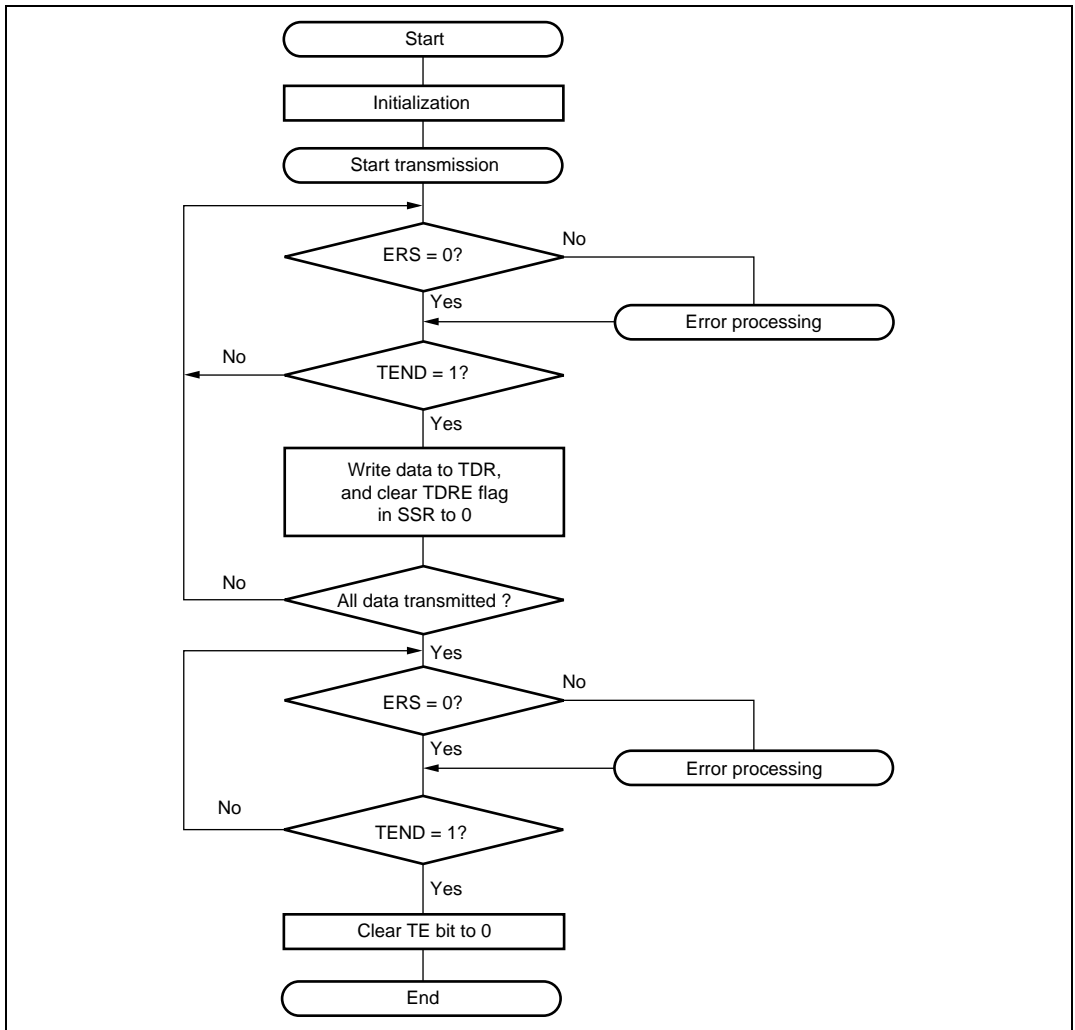 Start
Initialization
Start transmission
ERS = 0?
No
Yes
Error processing
No
TEND = 1?
Yes
Write data to TDR,
and clear TDRE flag
in SSR to 0
No
All data transmitted ?
Yes
ERS = 0?
No
Yes
Error processing
No
TEND = 1?
Yes
Clear TE bit to 0
End